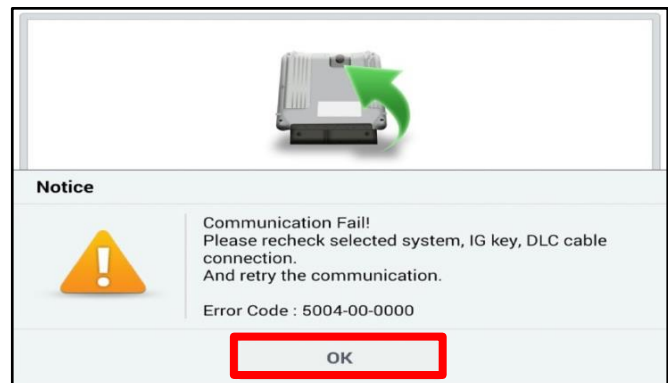 Notice
Communication Fail!
Please recheck selected system, IG key, DLC cable
connection.
And retry the communication.
Error Code : 5004-00-0000
OK